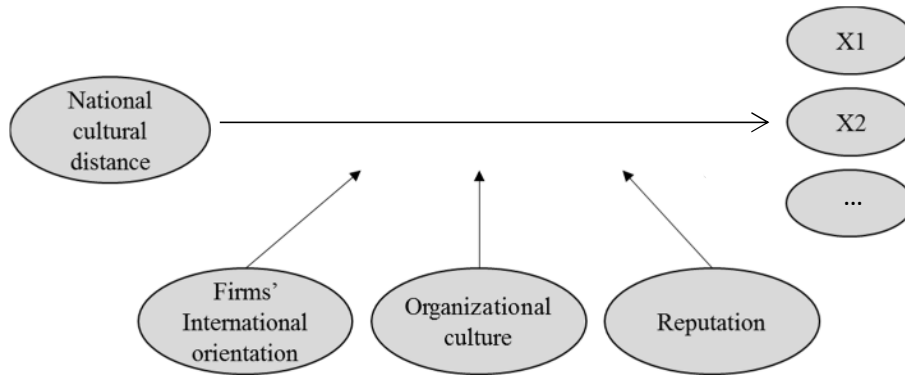 X1
National
cultural
distance
X2
...
Firms'
International
orientation
Organizational
culture
Reputation